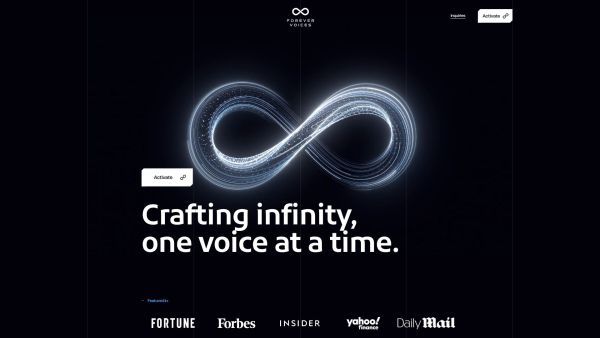 FOREVER
VOICES
Inquiries
Activate
Activate
Crafting infinity,
one voice at a time.
Featured in:
FORTUNE
Forbes
INSIDER
yahoo!
finance
Daily Mail